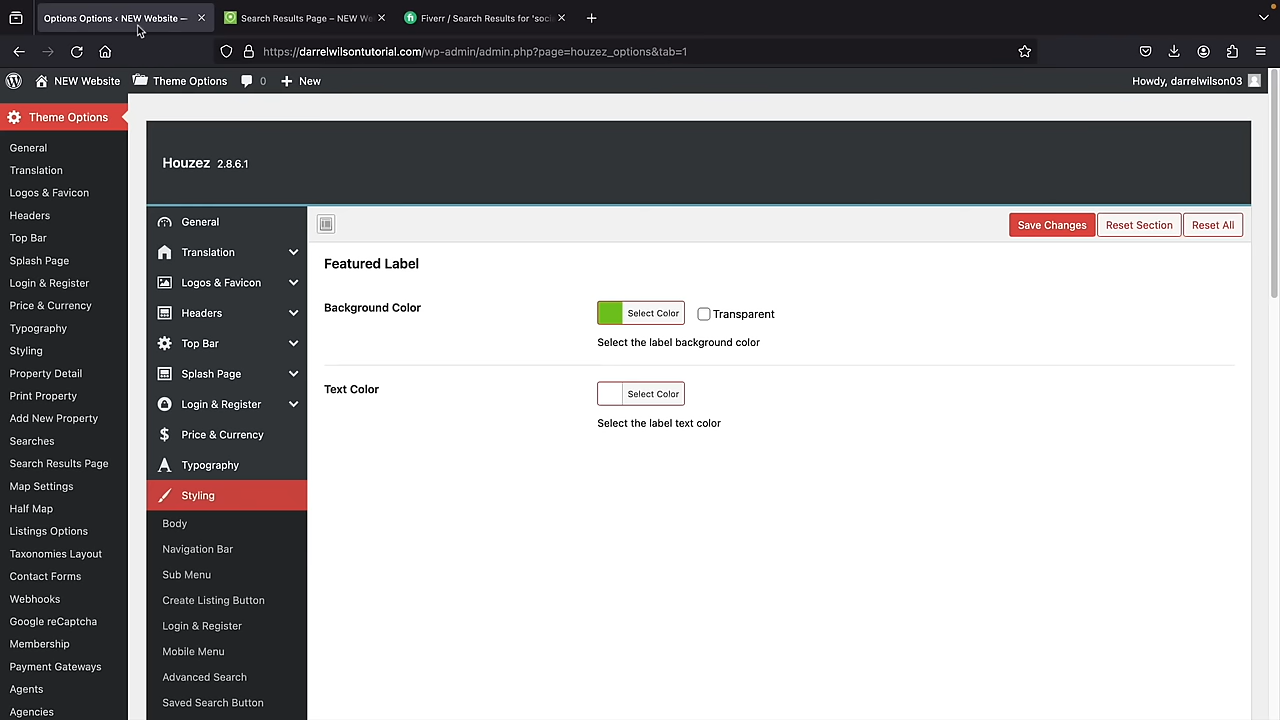 Options Options ‹ NEW Website —
Search Results Page – NEW We
Fiverr / Search Results for 'soci
https://darrelwilsontutorial.com/wp-admin/admin.php?page=houzez_options&tab=1
NEW Website
Theme Options
0
New
Howdy, darrelwilson03
Theme Options
General
Translation
Logos & Favicon
Headers
Top Bar
Splash Page
Login & Register
Price & Currency
Typography
Styling
Property Detail
Print Property
Add New Property
Searches
Search Results Page
Map Settings
Half Map
Listings Options
Taxonomies Layout
Contact Forms
Webhooks
Google reCaptcha
Membership
Payment Gateways
Agents
Agencies
Houzez 2.8.6.1
General
Translation
Logos & Favicon
Headers
Top Bar
Splash Page
Login & Register
Price & Currency
Typography
Styling
Body
Navigation Bar
Sub Menu
Create Listing Button
Login & Register
Mobile Menu
Advanced Search
Saved Search Button
Save Changes
Reset Section
Reset All
Featured Label
Background Color
Select Color
Transparent
Select the label background color
Text Color
Select Color
Select the label text color